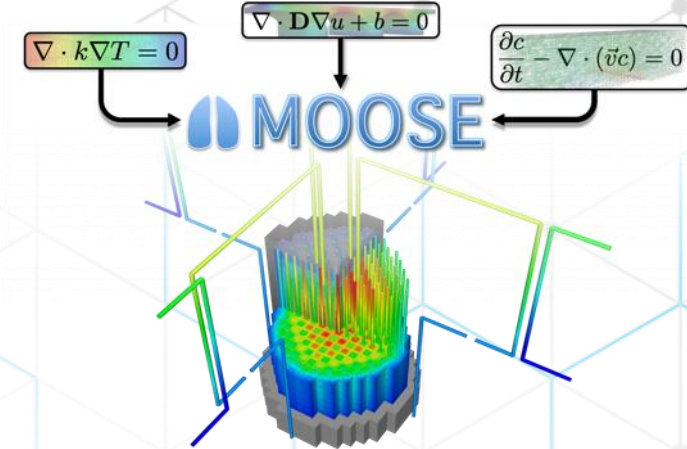 ∇ · k∇T = 0
∇ · D∇u + b = 0
∂c/∂t − ∇ · (v⃗c) = 0
MOOSE